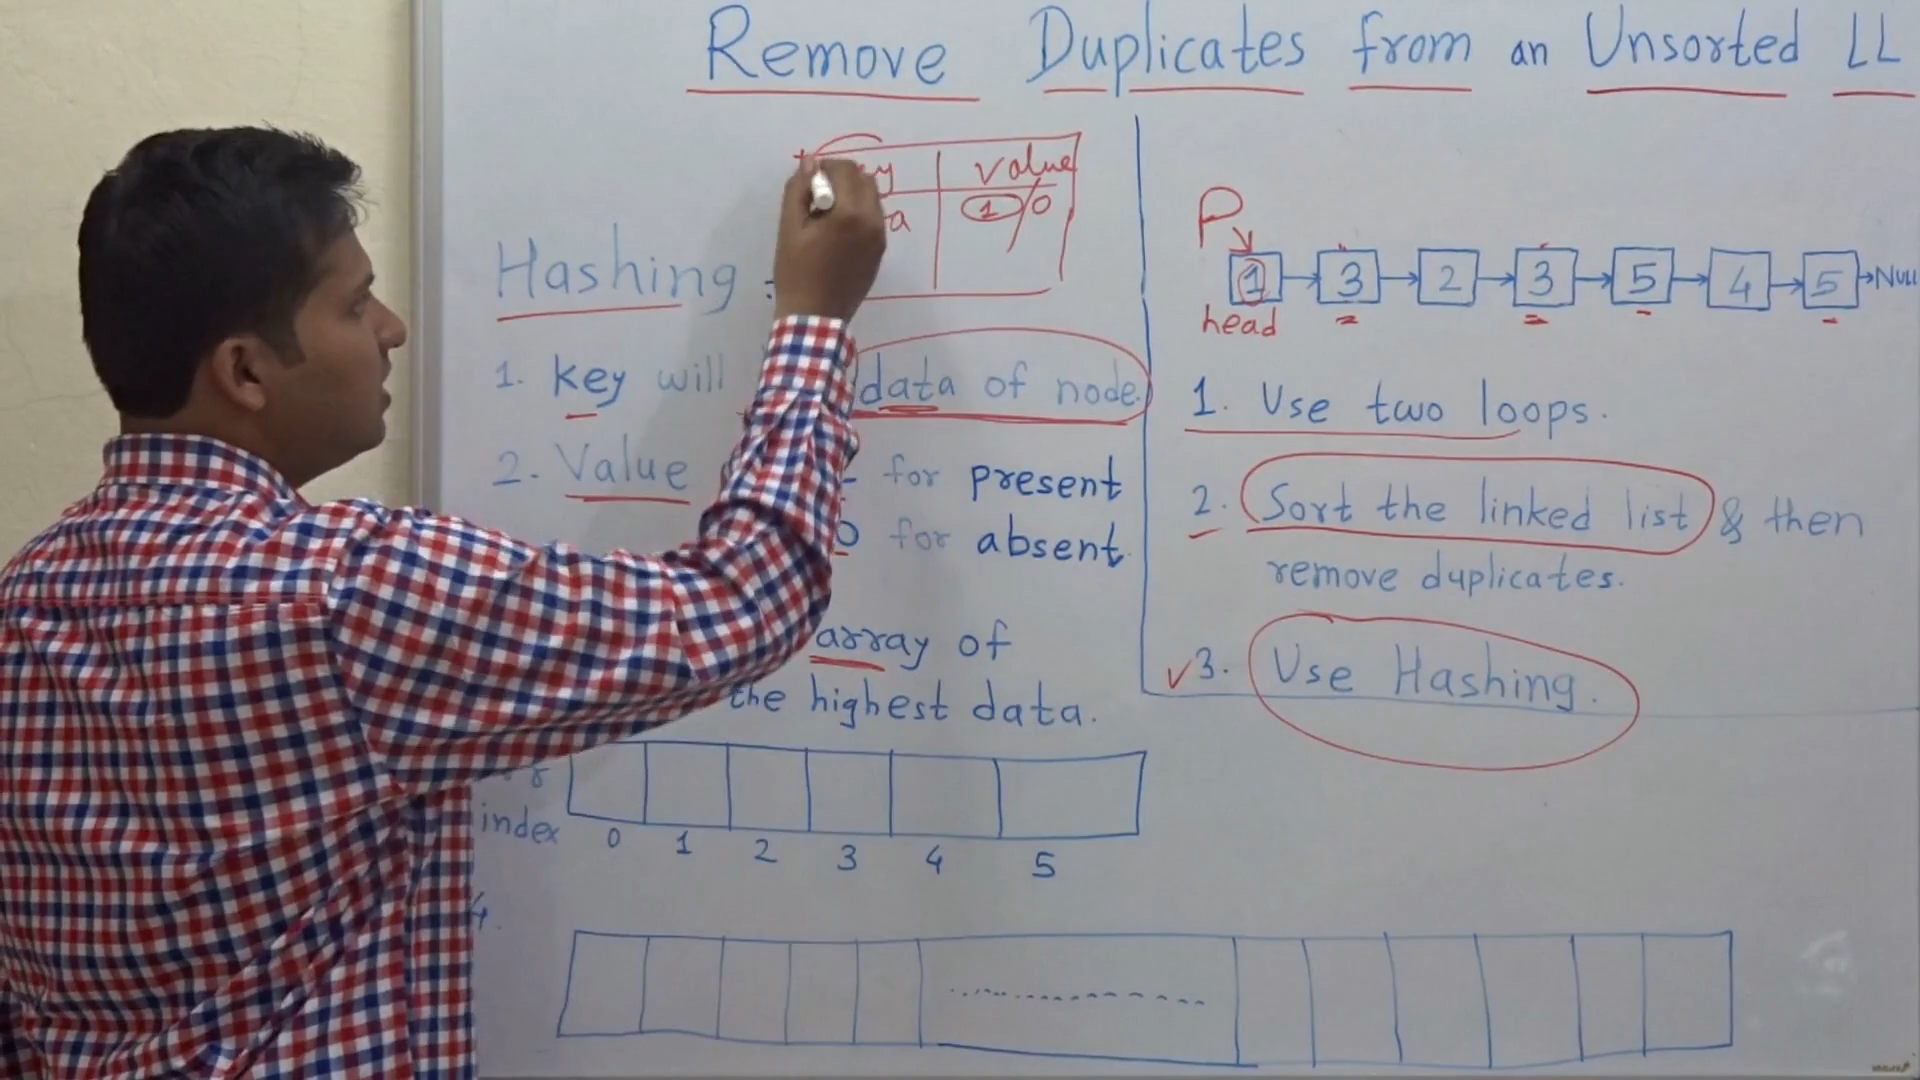 Remove Duplicates from an Unsorted LL
value
a 1/0
Hashing :
1. key will data of node.
2. Value for present
0 for absent.
array of
the highest data.
index 0 1 2 3 4 5
4.
P
1 3 2 3 5 4 5 NULL
head
1. Use two loops.
2. Sort the linked list & then
remove duplicates.
3. Use Hashing.